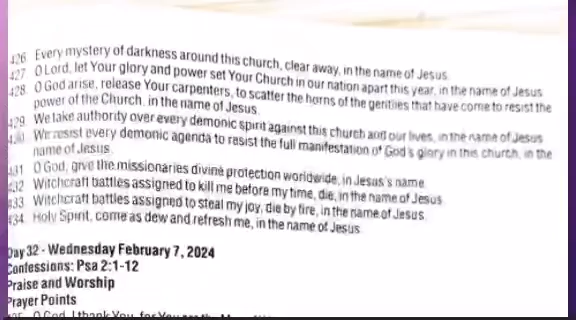 426 Every mystery of darkness around this church, clear away, in the name of Jesus.
427 O Lord, let Your glory and power set Your Church in our nation apart this year, in the name of Jesus.
428 O God arise, release Your carpenters, to scatter the horns of the gentiles that have come to resist the
power of the Church, in the name of Jesus.
429 We take authority over every demonic spirit against this church and our lives, in the name of Jesus
430 We resist every demonic agenda to resist the full manifestation of God's glory in this church, in the
name of Jesus.
431 O God, give the missionaries divine protection worldwide, in Jesus's name.
432 Witchcraft battles assigned to kill me before my time, die, in the name of Jesus.
433 Witchcraft battles assigned to steal my joy, die by fire, in the name of Jesus.
434 Holy Spirit, come as dew and refresh me, in the name of Jesus.
Day 32 - Wednesday February 7, 2024
Confessions: Psa 2:1-12
Praise and Worship
Prayer Points
O God, I thank You, for You are the